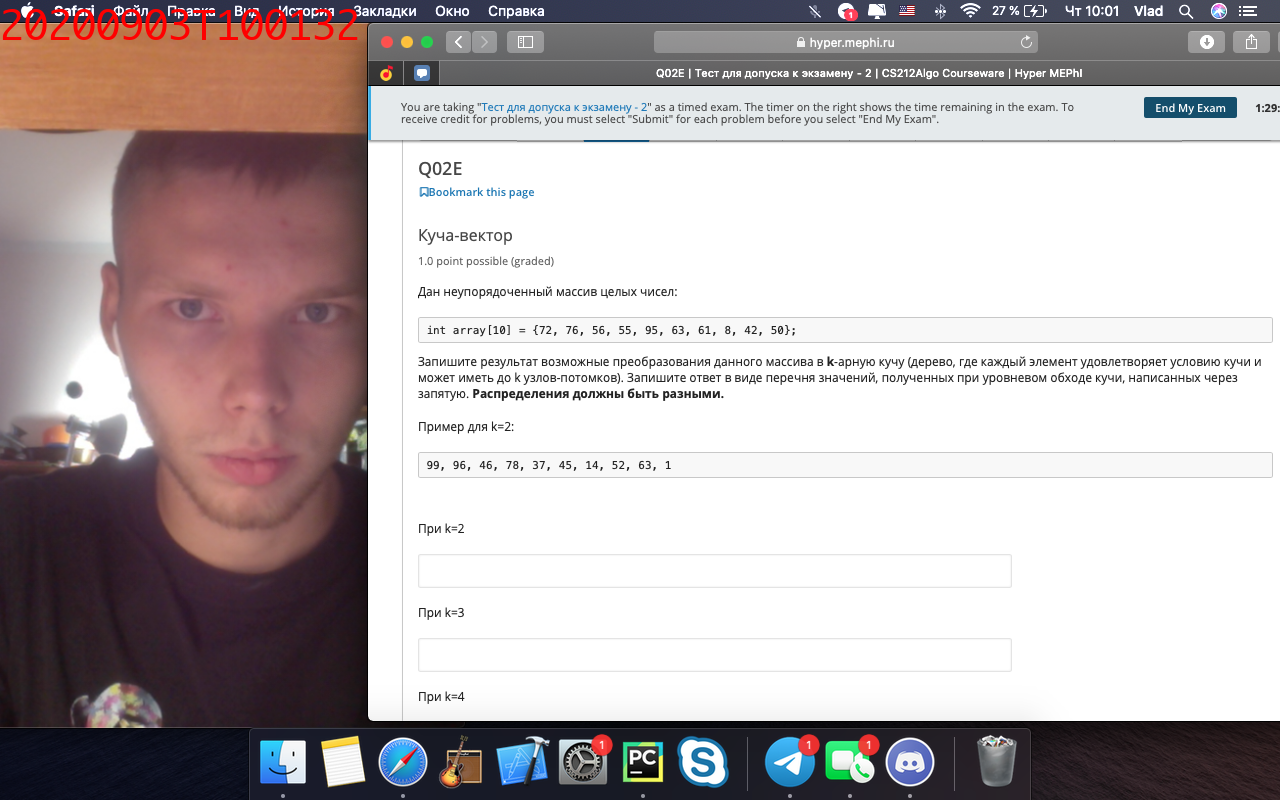 Safari Файл Правка Вид История Закладки Окно Справка 27 % Чт 10:01 Vlad
20200903T100132
hyper.mephi.ru
Q02E | Тест для допуска к экзамену - 2 | CS212Algo Courseware | Hyper MEPhI
You are taking "Тест для допуска к экзамену - 2" as a timed exam. The timer on the right shows the time remaining in the exam. To
receive credit for problems, you must select "Submit" for each problem before you select "End My Exam".
End My Exam
1:29:
Q02E
Bookmark this page
Куча-вектор
1.0 point possible (graded)
Дан неупорядоченный массив целых чисел:
int array[10] = {72, 76, 56, 55, 95, 63, 61, 8, 42, 50};
Запишите результат возможные преобразования данного массива в k-арную кучу (дерево, где каждый элемент удовлетворяет условию кучи и
может иметь до k узлов-потомков). Запишите ответ в виде перечня значений, полученных при уровневом обходе кучи, написанных через
запятую. Распределения должны быть разными.
Пример для k=2:
99, 96, 46, 78, 37, 45, 14, 52, 63, 1
При k=2
При k=3
При k=4
1
PC
1
1
1